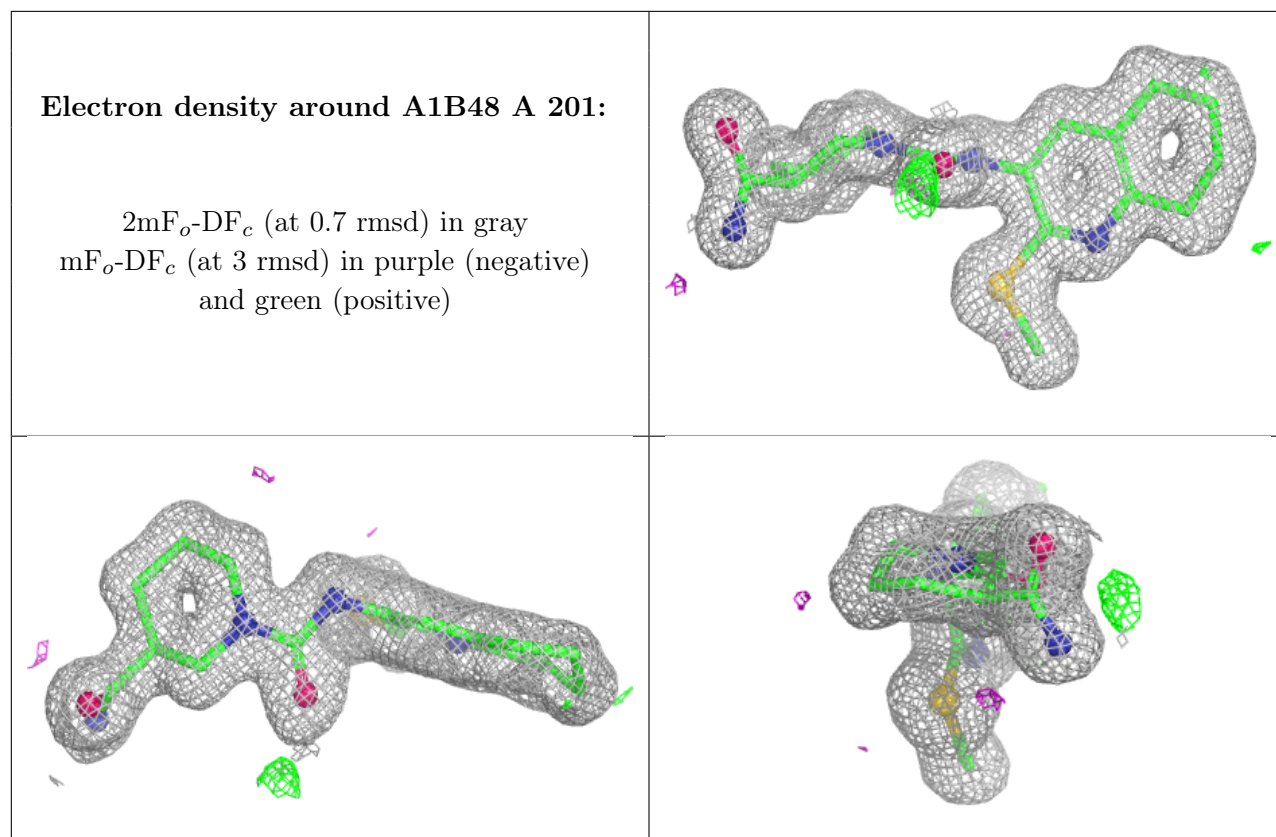 Electron density around A1B48 A 201:
2mFₒ-DF𝒸 (at 0.7 rmsd) in gray
mFₒ-DF𝒸 (at 3 rmsd) in purple (negative)
and green (positive)